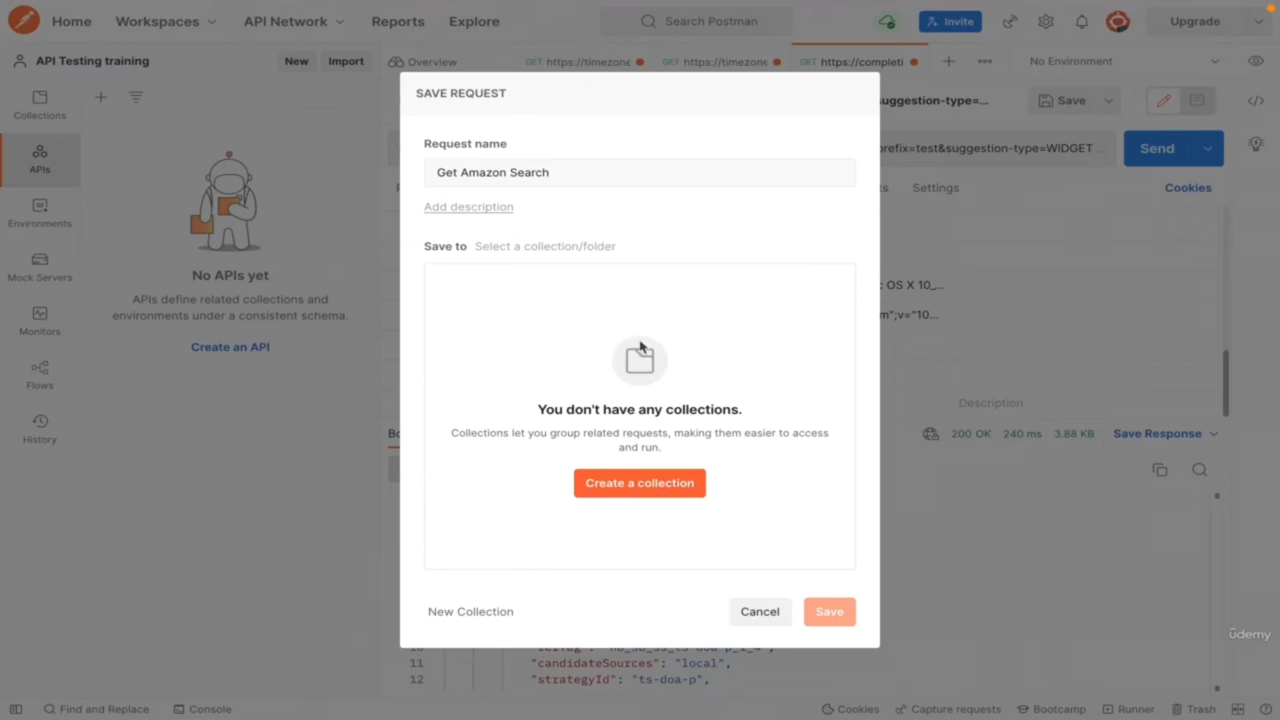 Home
Workspaces
API Network
Reports
Explore
Search Postman
Invite
Upgrade
API Testing training
New
Import
Overview
GET https://timezone
GET https://timezone
GET https://completi
No Environment
Collections
APIs
Environments
Mock Servers
Monitors
Flows
History
No APIs yet
APIs define related collections and
environments under a consistent schema.
Create an API
SAVE REQUEST
Request name
Get Amazon Search
Add description
Save to Select a collection/folder
You don't have any collections.
Collections let you group related requests, making them easier to access
and run.
Create a collection
New Collection
Cancel
Save
suggestion-type=...
Save
prefix=test&suggestion-type=WIDGET ...
Send
Settings
Cookies
: OS X 10_...
m";v="10...
Description
200 OK
240 ms
3.88 KB
Save Response
11 "candidateSources": "local",
12 "strategyId": "ts-doa-p",
ûdemy
Find and Replace
Console
Cookies
Capture requests
Bootcamp
Runner
Trash